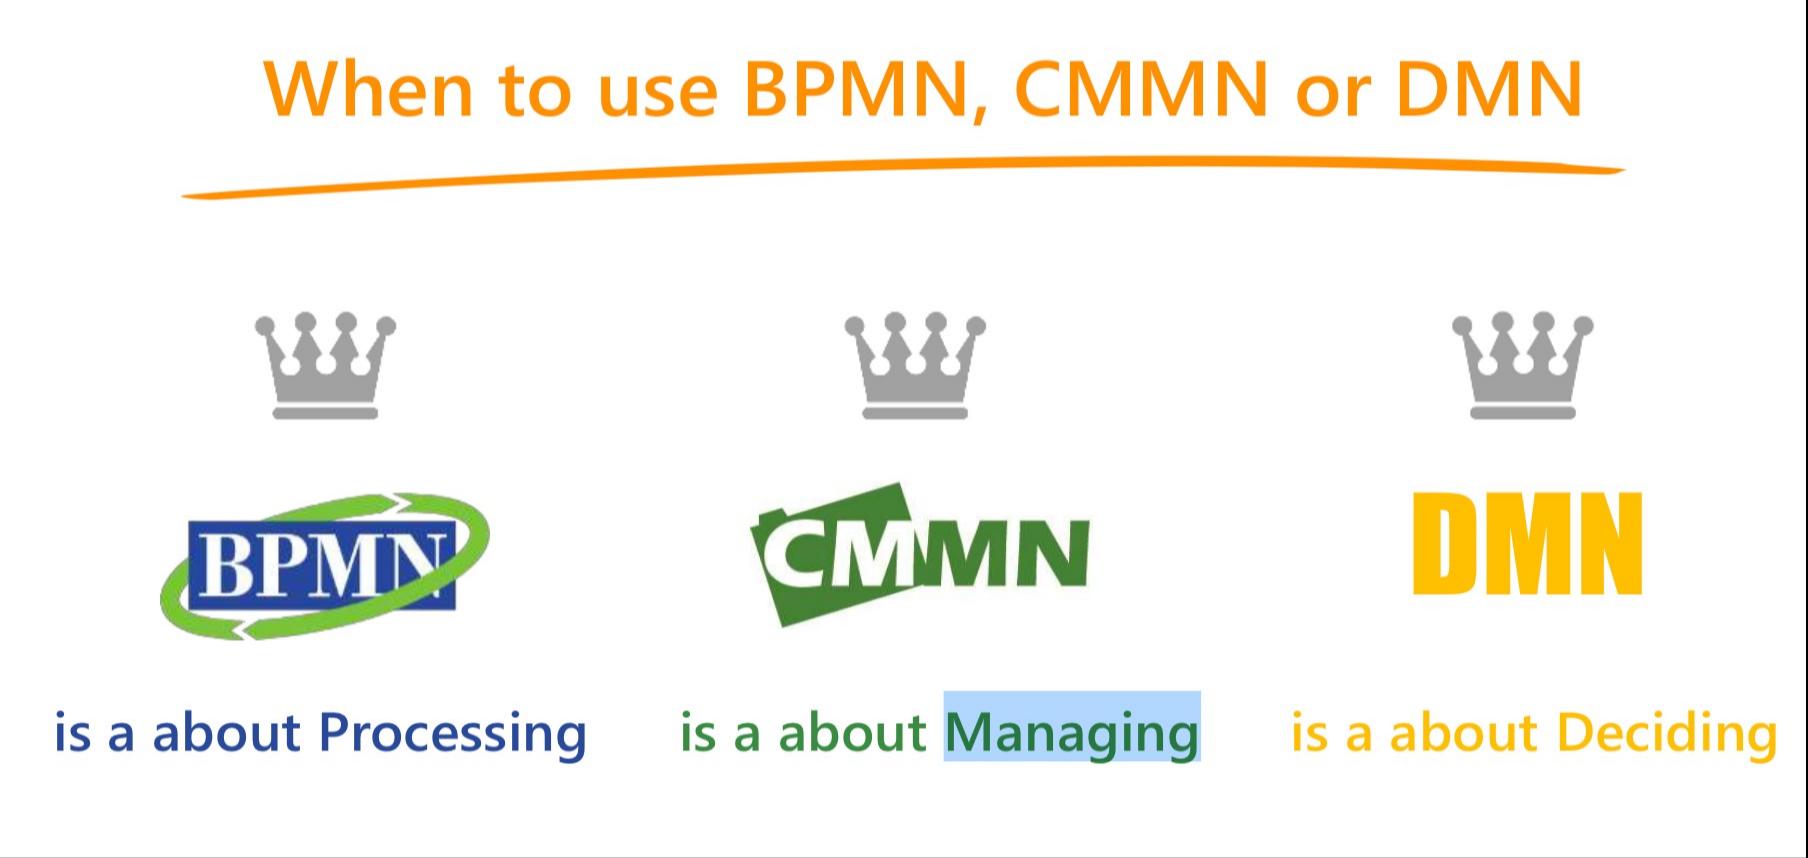 When to use BPMN, CMMN or DMN
BPMN
CMMN
DMN
is a about Processing
is a about Managing
is a about Deciding